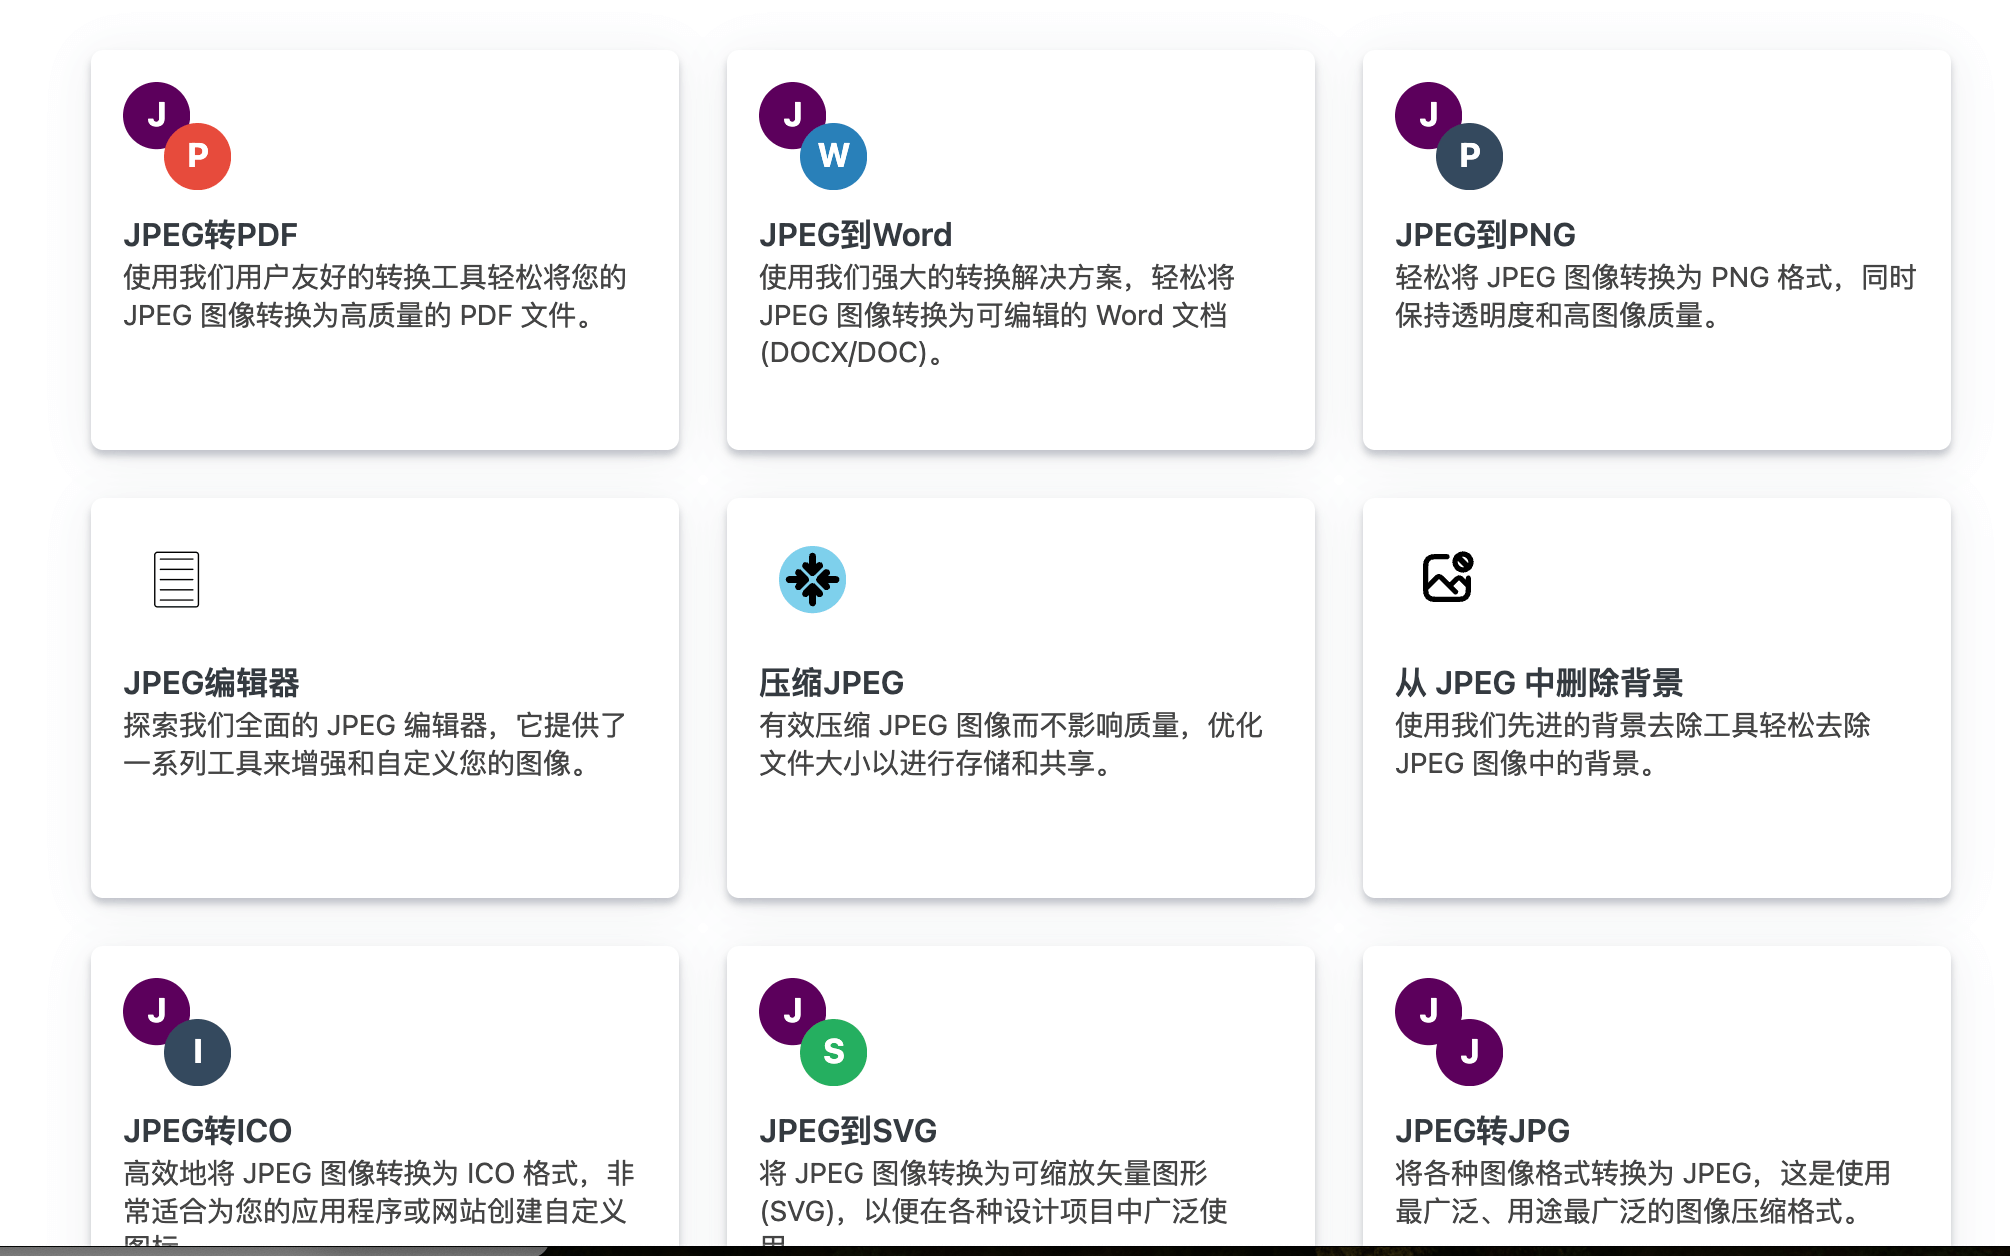 J
P
JPEG转PDF
使用我们用户友好的转换工具轻松将您的
JPEG 图像转换为高质量的 PDF 文件。
J
W
JPEG到Word
使用我们强大的转换解决方案，轻松将
JPEG 图像转换为可编辑的 Word 文档
(DOCX/DOC)。
J
P
JPEG到PNG
轻松将 JPEG 图像转换为 PNG 格式，同时
保持透明度和高图像质量。
JPEG编辑器
探索我们全面的 JPEG 编辑器，它提供了
一系列工具来增强和自定义您的图像。
压缩JPEG
有效压缩 JPEG 图像而不影响质量，优化
文件大小以进行存储和共享。
从 JPEG 中删除背景
使用我们先进的背景去除工具轻松去除
JPEG 图像中的背景。
J
I
JPEG转ICO
高效地将 JPEG 图像转换为 ICO 格式，非
常适合为您的应用程序或网站创建自定义
J
S
JPEG到SVG
将 JPEG 图像转换为可缩放矢量图形
(SVG)，以便在各种设计项目中广泛使
J
J
JPEG转JPG
将各种图像格式转换为 JPEG，这是使用
最广泛、用途最广泛的图像压缩格式。